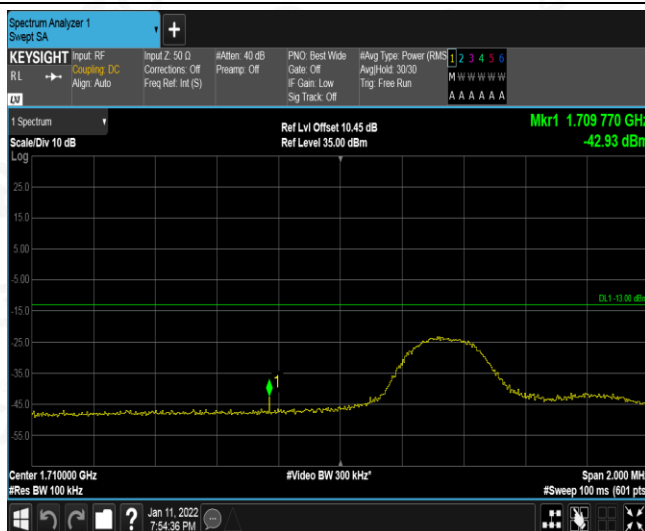 Spectrum Analyzer 1
Swept SA
KEYSIGHT
RL
LXI
Input: RF
Coupling: DC
Align: Auto
Input Z: 50 Ω
Corrections: Off
Freq Ref: Int (S)
#Atten: 40 dB
Preamp: Off
PNO: Best Wide
Gate: Off
IF Gain: Low
Sig Track: Off
#Avg Type: Power (RMS
Avg|Hold: 30/30
Trig: Free Run
1 2 3 4 5 6
M W W W W W
A A A A A A
1 Spectrum
Scale/Div 10 dB
Log
Ref Lvl Offset 10.45 dB
Ref Level 35.00 dBm
Mkr1 1.709 770 GHz
-42.93 dBm
25.0
15.0
5.00
-5.00
-15.0
-25.0
-35.0
-45.0
-55.0
DL1 -13.00 dBm
1
Center 1.710000 GHz
#Res BW 100 kHz
#Video BW 300 kHz*
Span 2.000 MH
#Sweep 100 ms (601 pts
?
Jan 11, 2022
7:54:36 PM